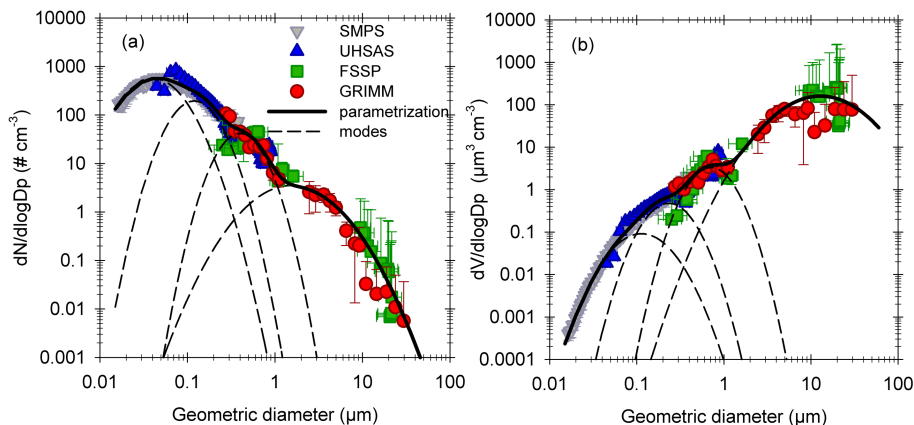 (a)
SMPS
UHSAS
FSSP
GRIMM
parametrization
modes
dN/dlogDp (# cm-3)
10000
1000
100
10
1
0.1
0.01
0.001
0.01 0.1 1 10 100
Geometric diameter (µm)
(b)
dV/dlogDp (µm3 cm-3)
10000
1000
100
10
1
0.1
0.01
0.001
0.0001
0.01 0.1 1 10 100
Geometric diameter (µm)